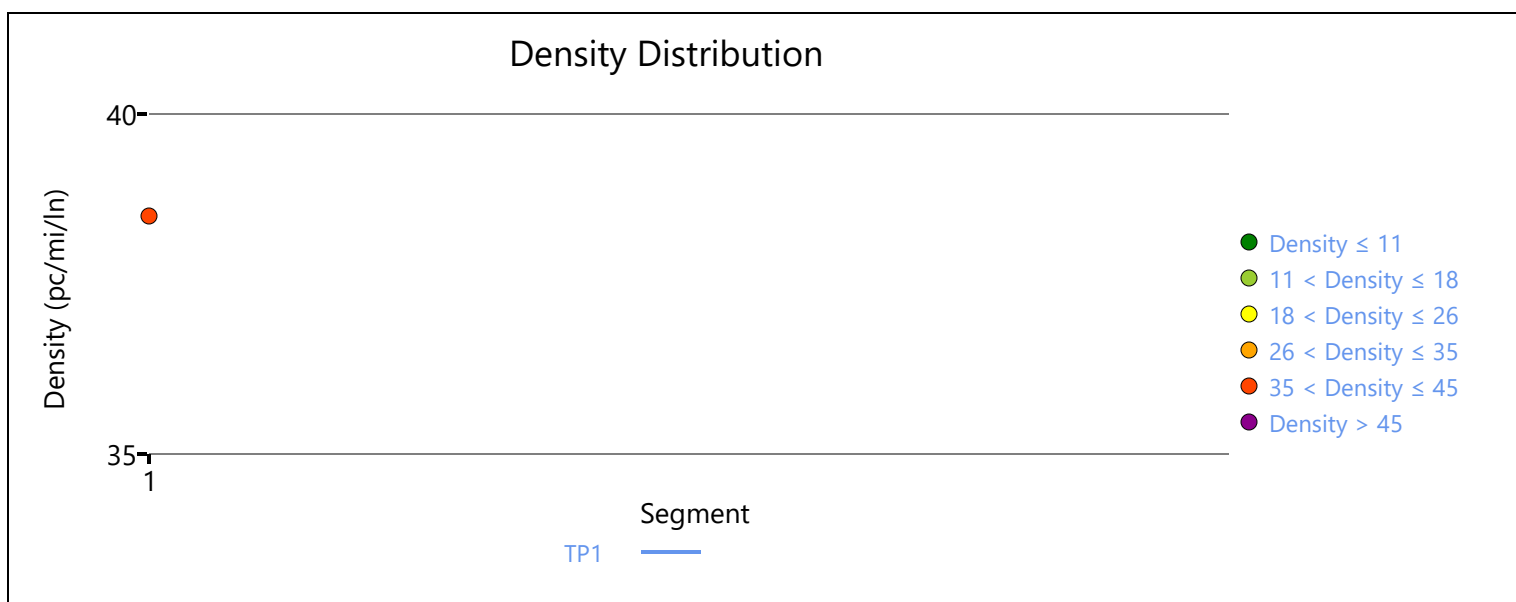 Density Distribution
40
Density (pc/mi/ln)
35
1
Segment
TP1
Density ≤ 11
11 < Density ≤ 18
18 < Density ≤ 26
26 < Density ≤ 35
35 < Density ≤ 45
Density > 45